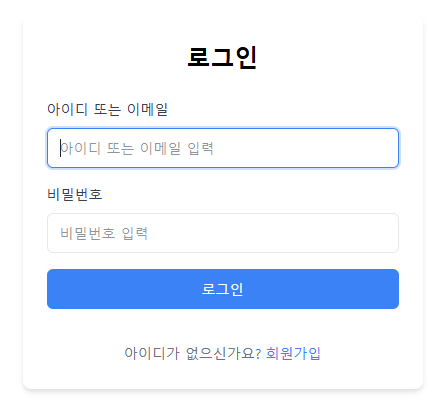 로그인
아이디 또는 이메일
아이디 또는 이메일 입력
비밀번호
비밀번호 입력
로그인
아이디가 없으신가요? 회원가입